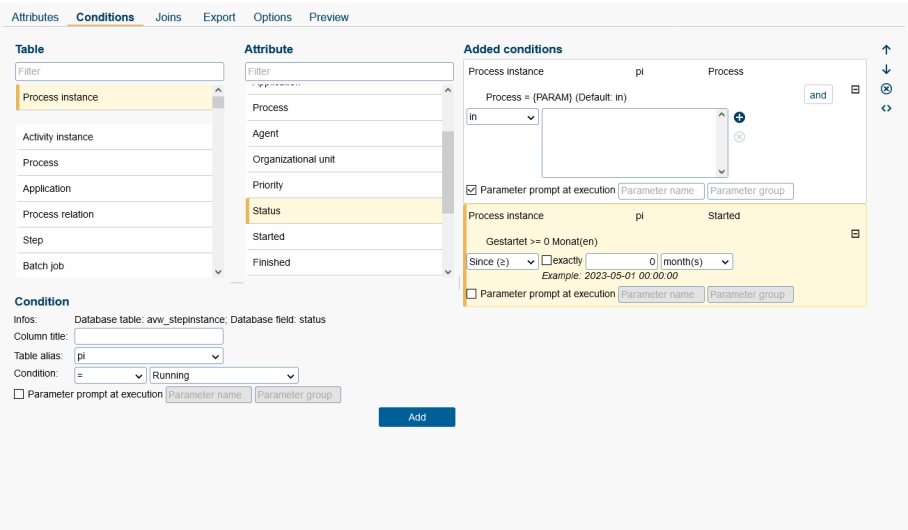 Attributes Conditions Joins Export Options Preview
Table
Filter
Process instance
Activity instance
Process
Application
Process relation
Step
Batch job
Attribute
Filter
Application
Process
Agent
Organizational unit
Priority
Status
Started
Finished
Condition
Infos: Database table: avw_stepinstance; Database field: status
Column title:
Table alias: pi
Condition: = Running
Parameter prompt at execution Parameter name Parameter group
Add
Added conditions
Process instance pi Process
Process = {PARAM} (Default: in) and
in
Parameter prompt at execution Parameter name Parameter group
Process instance pi Started
Gestartet >= 0 Monat(en)
Since (≥) exactly 0 month(s)
Example: 2023-05-01 00:00:00
Parameter prompt at execution Parameter name Parameter group